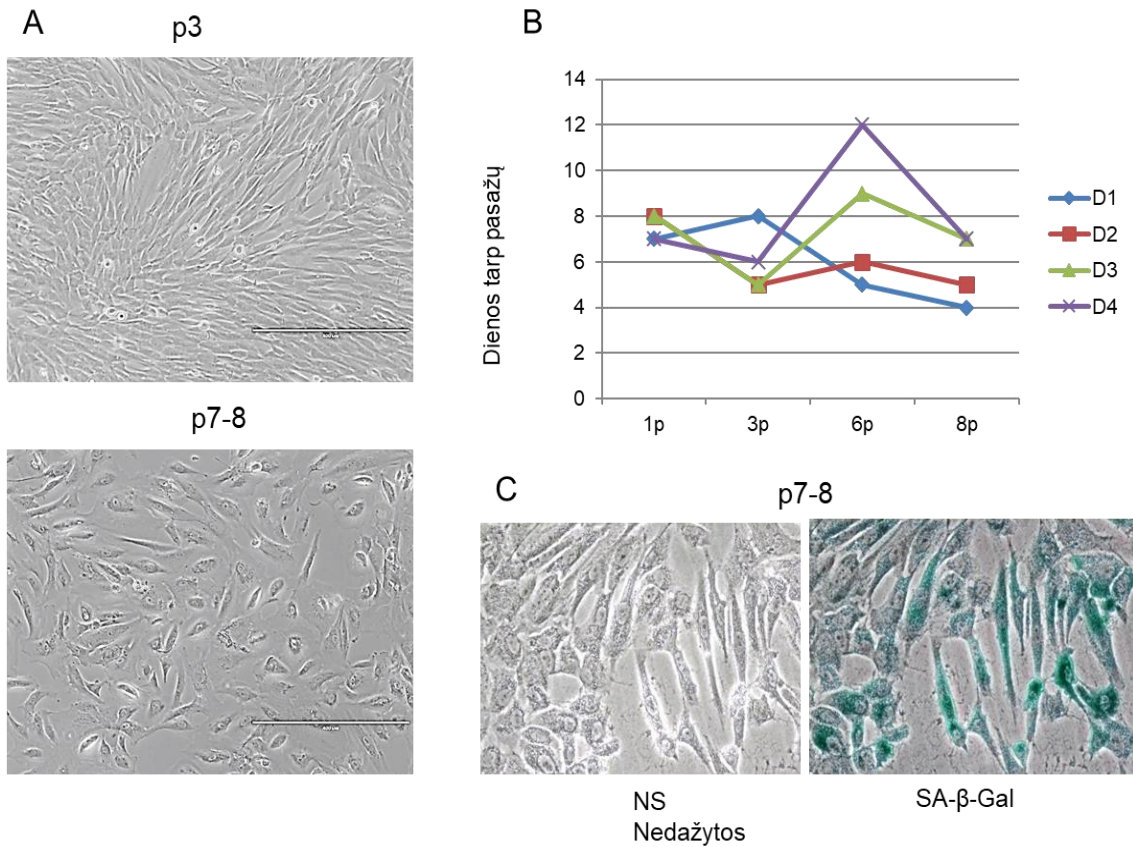 A
p3
p7-8
B
Dienos tarp pasažų
14
12
10
8
6
4
2
0
1p
3p
6p
8p
D1
D2
D3
D4
C
p7-8
NS
Nedažytos
SA-β-Gal